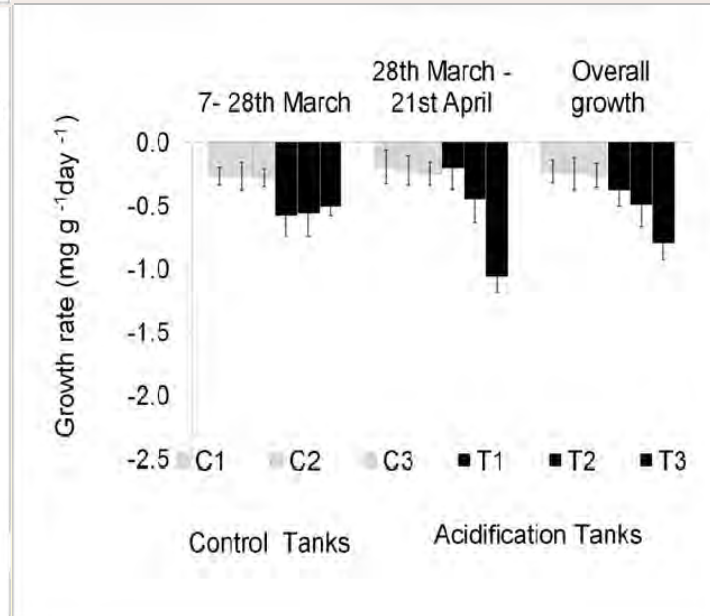 28th March - Overall
7- 28th March 21st April growth
Growth rate (mg g -1day -1)
0.0
-0.5
-1.0
-1.5
-2.0
-2.5
C1 C2 C3 T1 T2 T3
Control Tanks Acidification Tanks